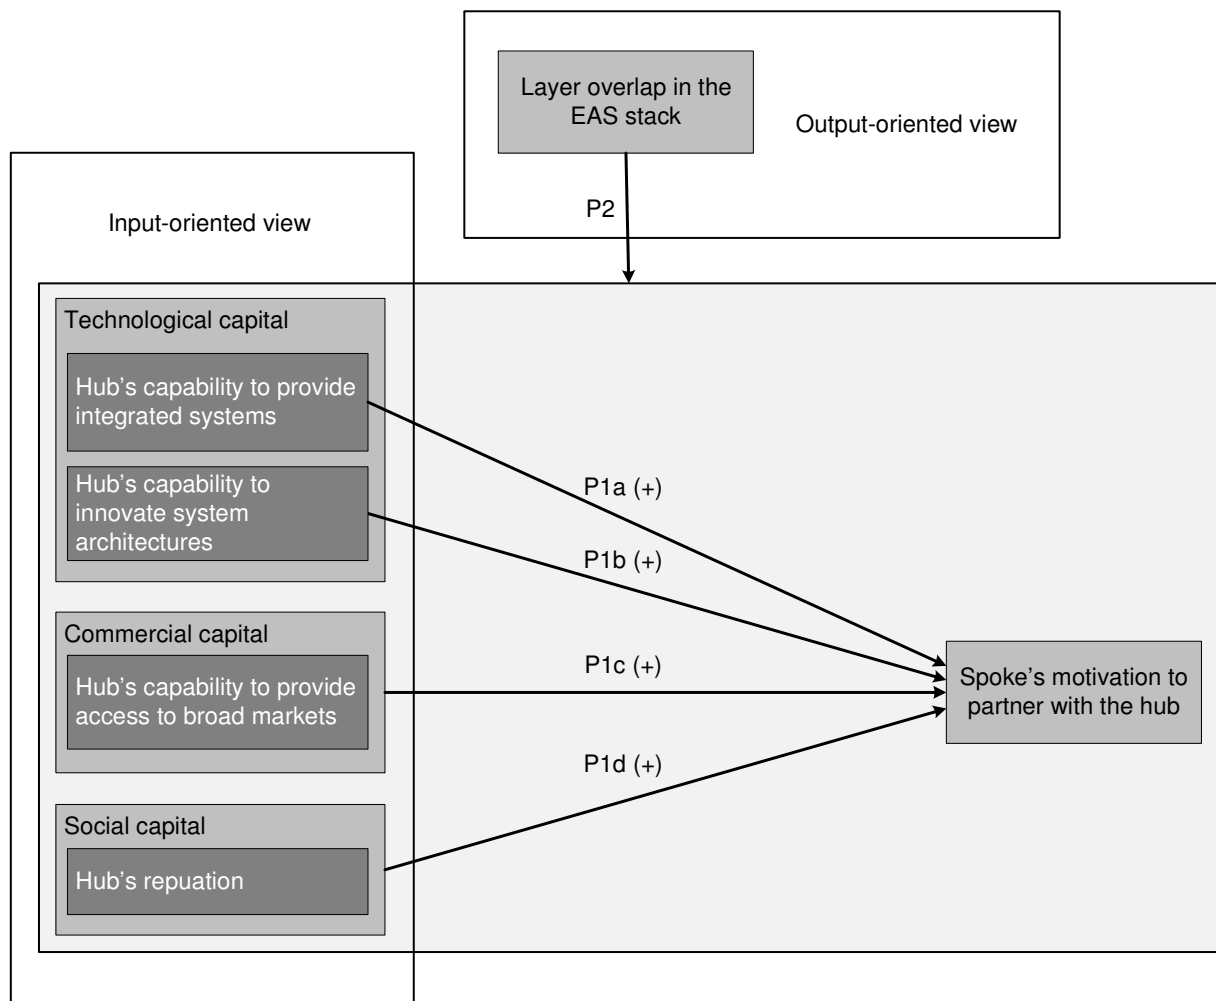 Layer overlap in the
EAS stack
Output-oriented view
P2
Input-oriented view
Technological capital
Hub's capability to provide
integrated systems
Hub's capability to
innovate system
architectures
P1a (+)
P1b (+)
Commercial capital
Hub's capability to provide
access to broad markets
P1c (+)
Spoke's motivation to
partner with the hub
P1d (+)
Social capital
Hub's repuation